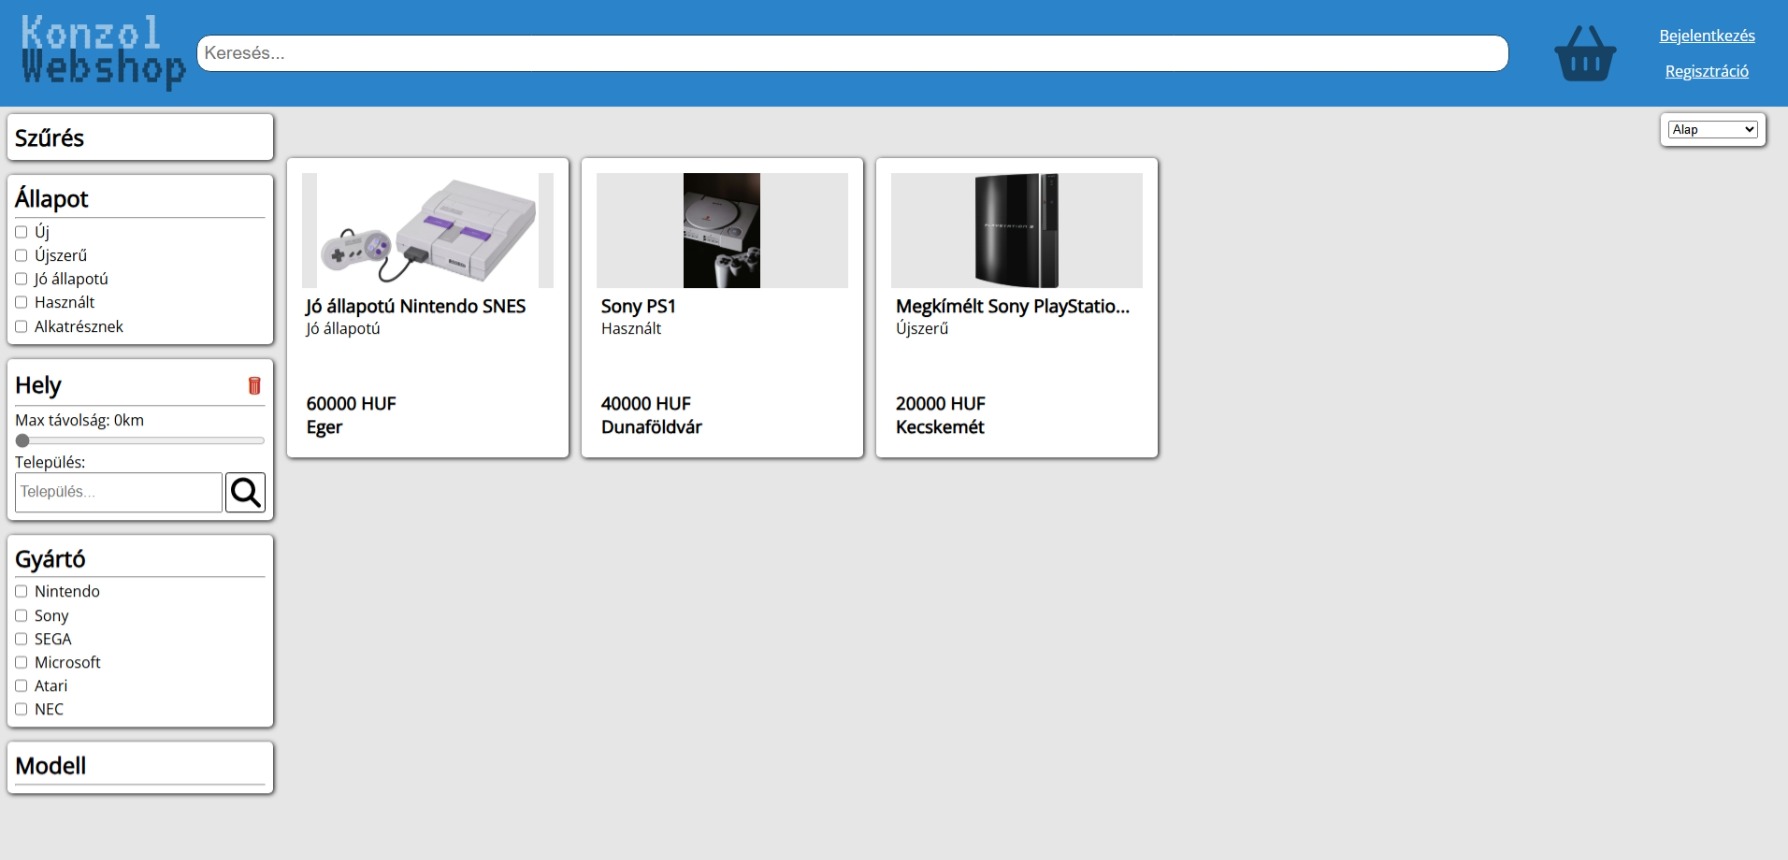 Konzol
Webshop
Keresés...
Bejelentkezés
Regisztráció
Szűrés
Alap
Állapot
Új
Újszerű
Jó állapotú
Használt
Alkatrésznek
Hely
Max távolság: 0km
Település:
Település...
Gyártó
Nintendo
Sony
SEGA
Microsoft
Atari
NEC
Modell
Jó állapotú Nintendo SNES
Jó állapotú
60000 HUF
Eger
Sony PS1
Használt
40000 HUF
Dunaföldvár
PLAYSTATION 3
Megkímélt Sony PlayStatio...
Újszerű
20000 HUF
Kecskemét